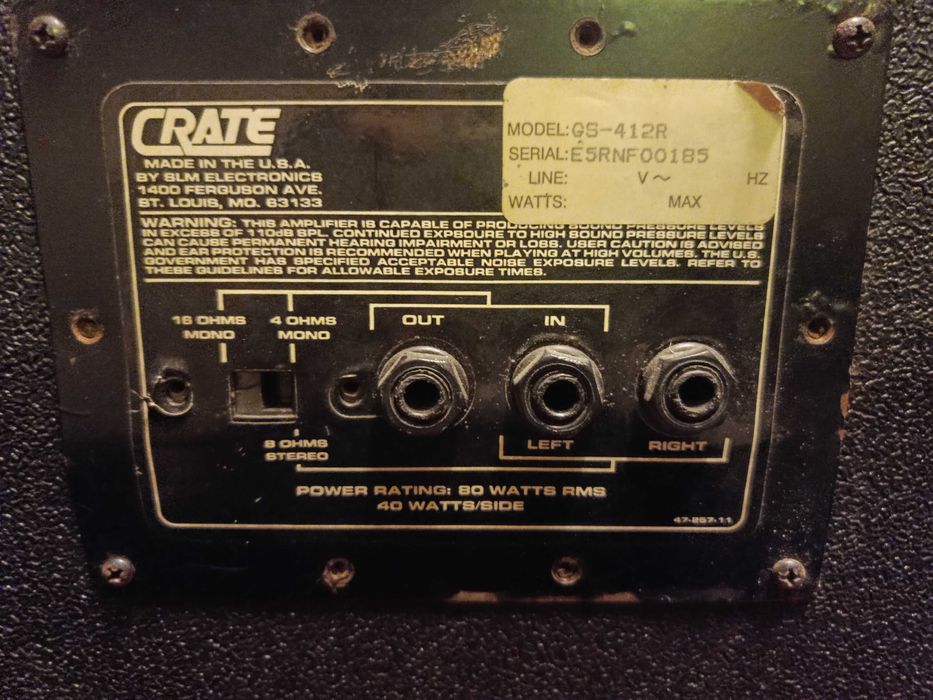 CRATE
MADE IN THE U.S.A.
BY SLM ELECTRONICS
1400 FERGUSON AVE.
ST. LOUIS, MO. 63133
MODEL: GS-412R
SERIAL: E5RNF00185
LINE: V~ HZ
WATTS: MAX
WARNING: THIS AMPLIFIER IS CAPABLE OF PRODUCING SOUND PRESSURE LEVELS
IN EXCESS OF 110dB SPL. CONTINUED EXPSOURE TO HIGH SOUND PRESSURE LEVELS
CAN CAUSE PERMANENT HEARING IMPAIRMENT OR LOSS. USER CAUTION IS ADVISED
AND EAR PROTECTION IS RECOMMENDED WHEN PLAYING AT HIGH VOLUMES. THE U.S.
GOVERNMENT HAS SPECIFIED ACCEPTABLE NOISE EXPOSURE LEVELS. REFER TO
THESE GUIDELINES FOR ALLOWABLE EXPOSURE TIMES.
16 OHMS 4 OHMS OUT IN
MONO MONO
8 OHMS LEFT RIGHT
STEREO
POWER RATING: 80 WATTS RMS
40 WATTS/SIDE
47-257-11